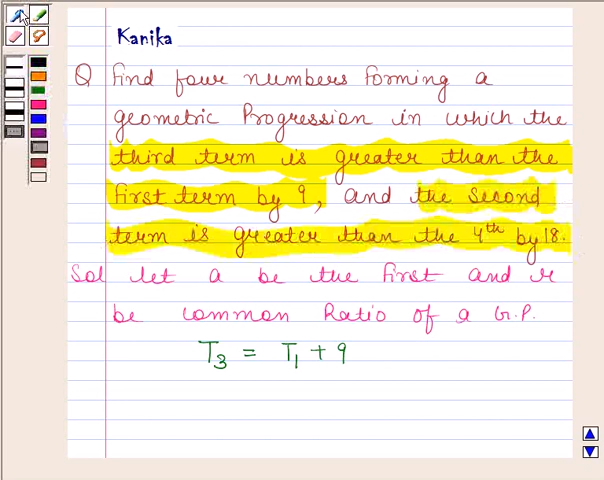 Kanika
Q Find four numbers forming a
geometric Progression in which the
third term is greater than the
first term by 9, and the second
term is greater than the 4th by 18.
Sol let a be the first and r
be common Ratio of a G.P.
T3 = T1 + 9